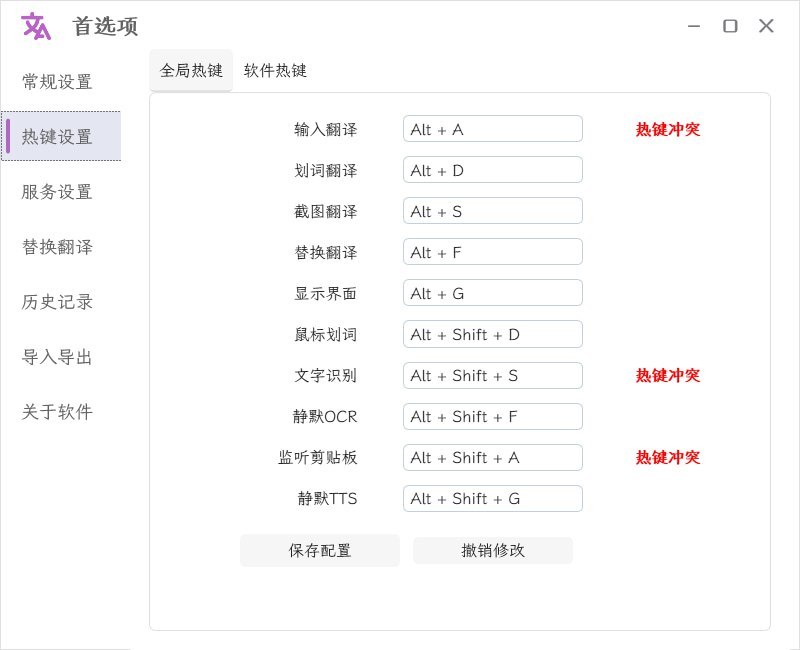 首选项
常规设置
热键设置
服务设置
替换翻译
历史记录
导入导出
关于软件
全局热键 软件热键
输入翻译 Alt + A 热键冲突
划词翻译 Alt + D
截图翻译 Alt + S
替换翻译 Alt + F
显示界面 Alt + G
鼠标划词 Alt + Shift + D
文字识别 Alt + Shift + S 热键冲突
静默OCR Alt + Shift + F
监听剪贴板 Alt + Shift + A 热键冲突
静默TTS Alt + Shift + G
保存配置 撤销修改